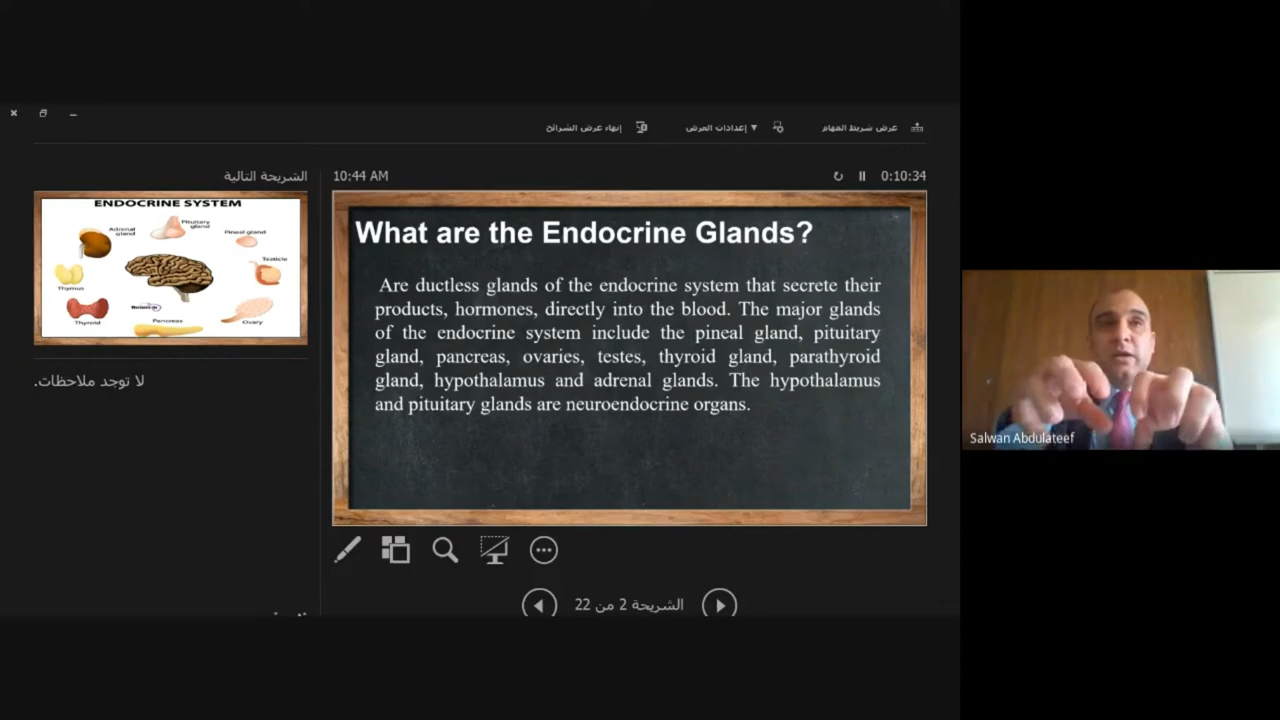 عرض شريط المهام
إعدادات العرض
إنهاء عرض الشرائح
الشريحة التالية
10:44 AM
0:10:34
What are the Endocrine Glands?
Are ductless glands of the endocrine system that secrete their
products, hormones, directly into the blood. The major glands
of the endocrine system include the pineal gland, pituitary
gland, pancreas, ovaries, testes, thyroid gland, parathyroid
gland, hypothalamus and adrenal glands. The hypothalamus
and pituitary glands are neuroendocrine organs.
ENDOCRINE SYSTEM
Adrenal
gland
Pituitary
gland
Pineal gland
Testicle
Thymus
Thyroid
Pancreas
Ovary
لا توجد ملاحظات.
الشريحة 2 من 22
Salwan Abdulateef